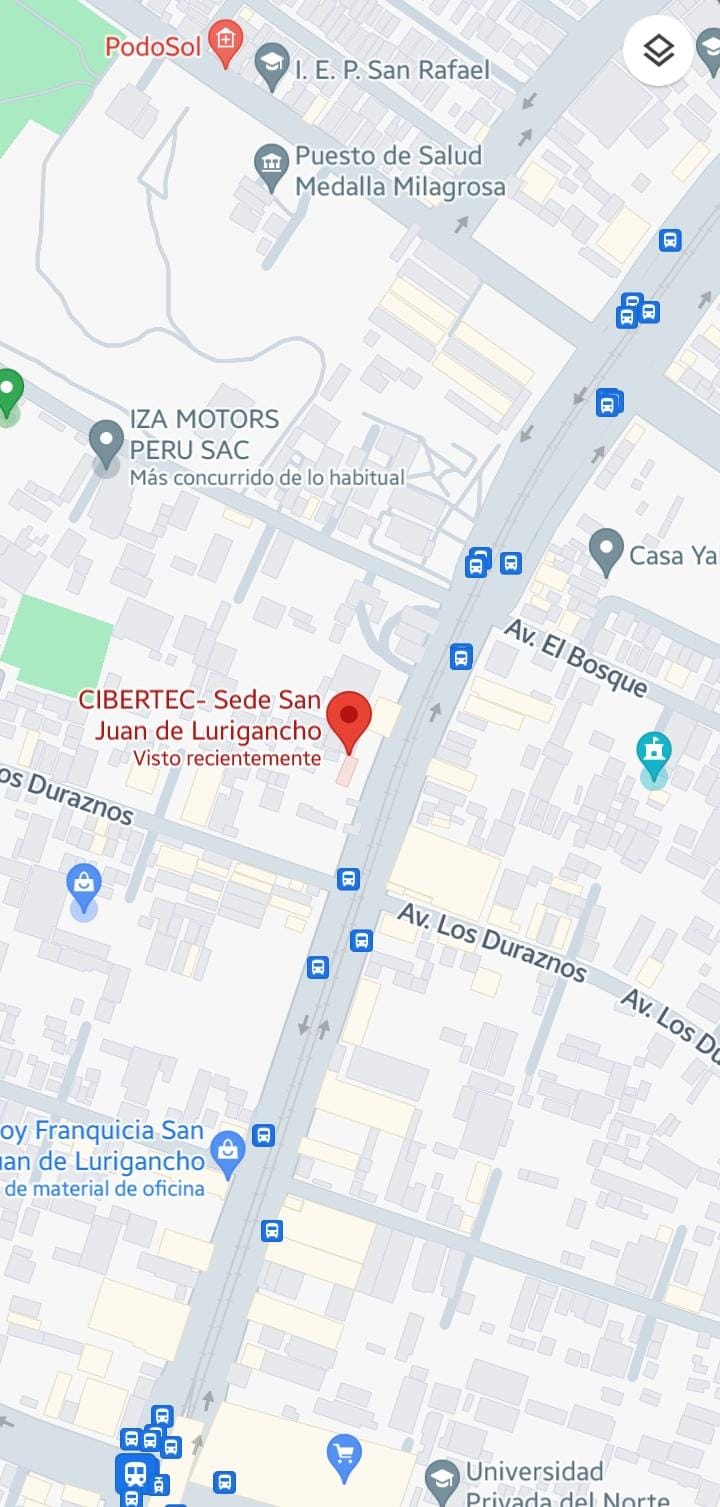 PodoSol
I. E. P. San Rafael
Puesto de Salud
Medalla Milagrosa
IZA MOTORS
PERU SAC
Más concurrido de lo habitual
Casa Yal
Av. El Bosque
CIBERTEC- Sede San
Juan de Lurigancho
Visto recientemente
os Duraznos
Av. Los Duraznos
Av. Los Du
oy Franquicia San
uan de Lurigancho
de material de oficina
Universidad
Privada del Norte